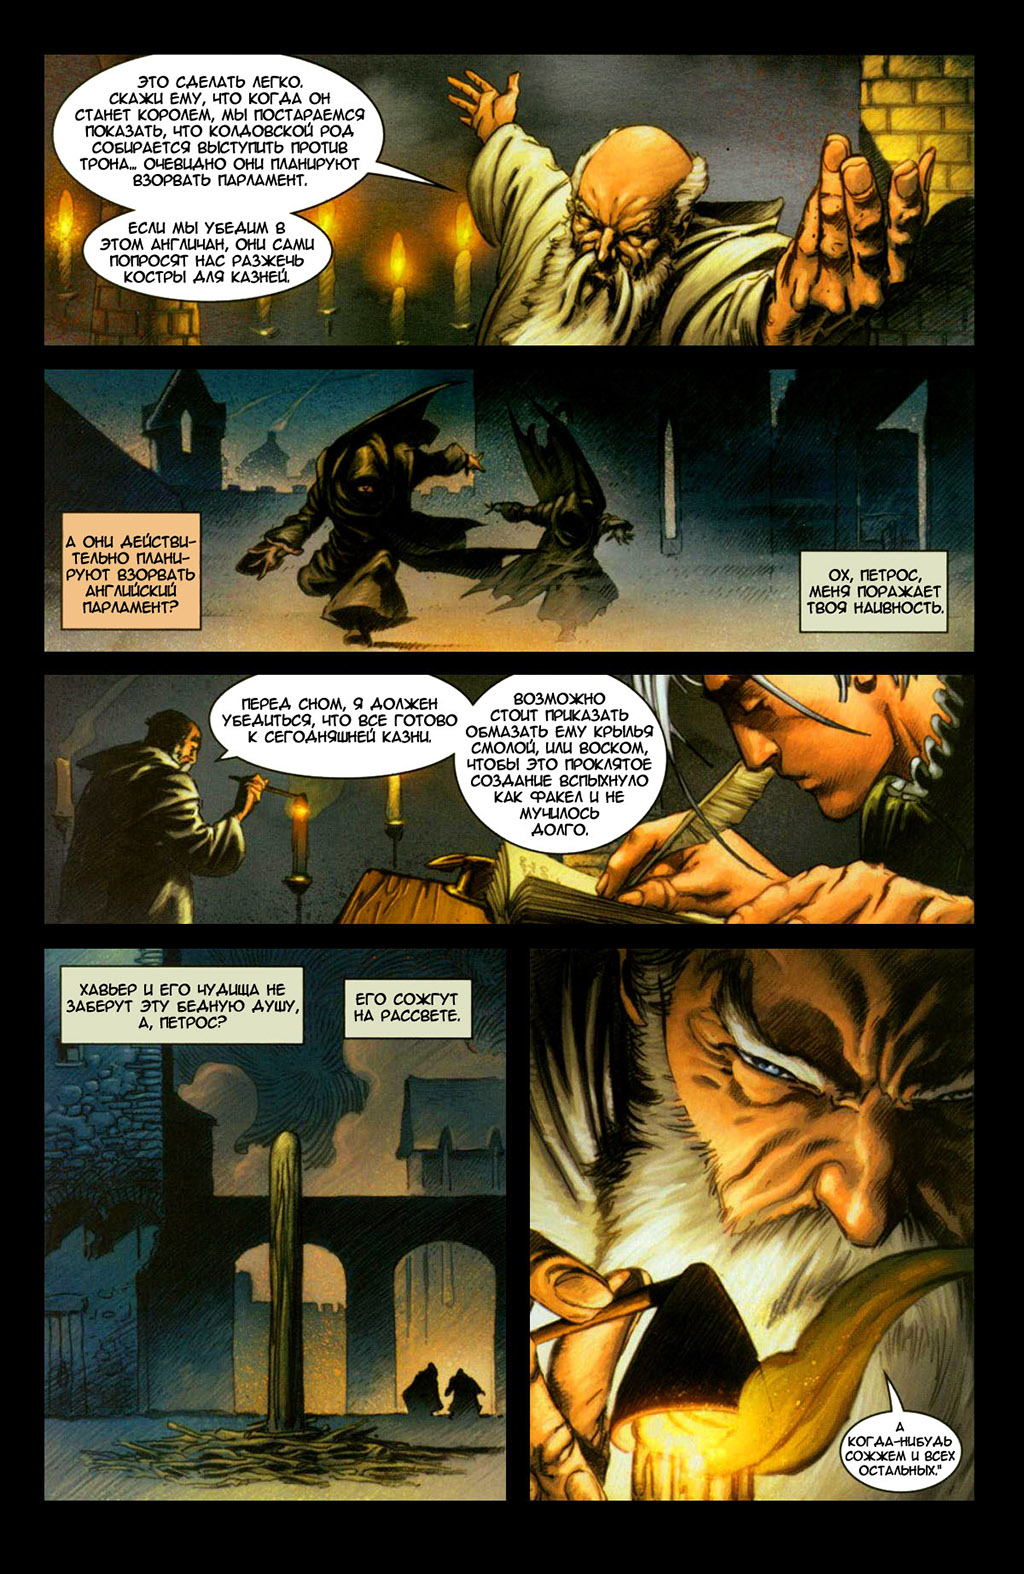 ЭТО СДЕЛАТЬ ЛЕГКО.
СКАЖИ ЕМУ, ЧТО КОГДА ОН
СТАНЕТ КОРОЛЕМ, МЫ ПОСТАРАЕМСЯ
ПОКАЗАТЬ, ЧТО КОЛДОВСКОЙ РОД
СОБИРАЕТСЯ ВЫСТУПИТЬ ПРОТИВ
ТРОНА... ОЧЕВИДНО ОНИ ПЛАНИРУЮТ
ВЗОРВАТЬ ПАРЛАМЕНТ.
ЕСЛИ МЫ УБЕДИМ В
ЭТОМ АНГЛИЧАН, ОНИ САМИ
ПОПРОСЯТ НАС РАЗЖЕЧЬ
КОСТРЫ ДЛЯ КАЗНЕЙ.
А ОНИ ДЕЙСТВИ-
ТЕЛЬНО ПЛАНИ-
РУЮТ ВЗОРВАТЬ
АНГЛИЙСКИЙ
ПАРЛАМЕНТ?
ОХ, ПЕТРОС,
МЕНЯ ПОРАЖАЕТ
ТВОЯ НАИВНОСТЬ.
ПЕРЕД СНОМ, Я ДОЛЖЕН
УБЕДИТЬСЯ, ЧТО ВСЕ ГОТОВО
К СЕГОДНЯШНЕЙ КАЗНИ.
ВОЗМОЖНО
СТОИТ ПРИКАЗАТЬ
ОБМАЗАТЬ ЕМУ КРЫЛЬЯ
СМОЛОЙ, ИЛИ ВОСКОМ,
ЧТОБЫ ЭТО ПРОКЛЯТОЕ
СОЗДАНИЕ ВСПЫХНУЛО
КАК ФАКЕЛ И НЕ
МУЧИЛОСЬ
ДОЛГО.
ХАВЬЕР И ЕГО ЧУДИЩА НЕ
ЗАБЕРУТ ЭТУ БЕДНУЮ ДУШУ,
А, ПЕТРОС?
ЕГО СОЖГУТ
НА РАССВЕТЕ.
А
КОГДА-НИБУДЬ
СОЖЖЕМ И ВСЕХ
ОСТАЛЬНЫХ."